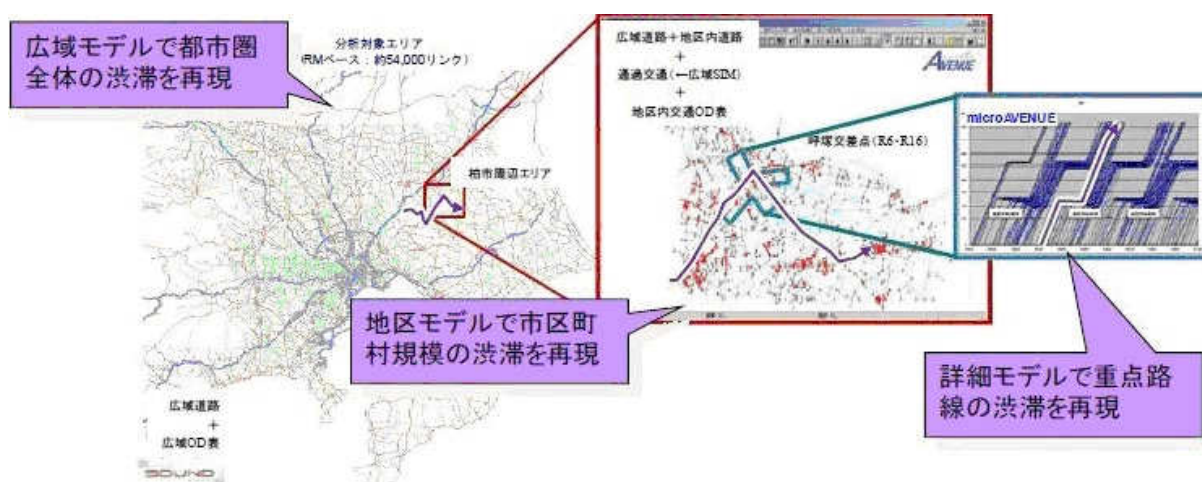 広域モデルで都市圏
全体の渋滞を再現
分析対象エリア
(RMベース：約54,000リンク)
柏市周辺エリア
広域道路
+
広域OD表
SOUND
広域道路+地区内道路
+
通過交通(←広域SIM)
+
地区内交通OD表
AVENUE
呼塚交差点(R6-R16)
地区モデルで市区町
村規模の渋滞を再現
microAVENUE
詳細モデルで重点路
線の渋滞を再現